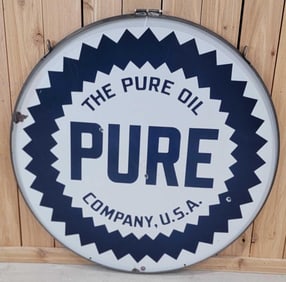 THE PURE OIL
PURE
COMPANY, U.S.A.